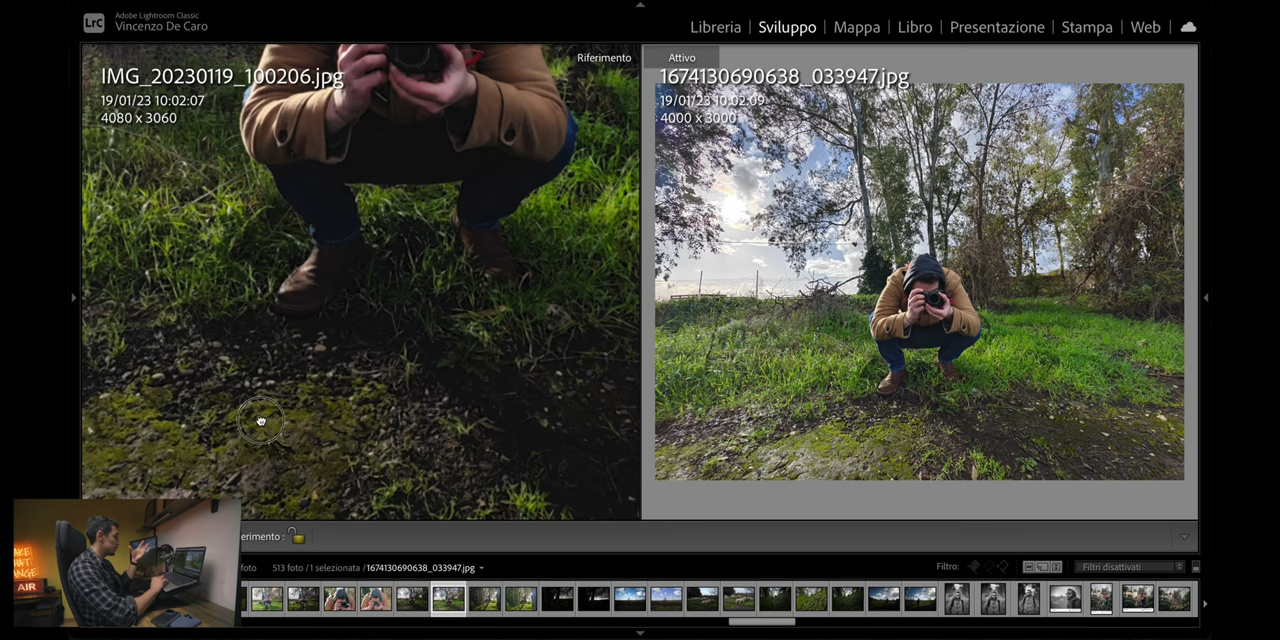 LrC
Adobe Lightroom Classic
Vincenzo De Caro
Libreria | Sviluppo | Mappa | Libro | Presentazione | Stampa | Web
Riferimento
IMG_20230119_100206.jpg
19/01/23 10:02:07
4080 x 3060
Attivo
1674130690638_033947.jpg
19/01/23 10:02:09
4000 x 3000
erimento :
foto 513 foto /1 selezionata /1674130690638_033947.jpg
Filtro:
Filtri disattivati
AIR